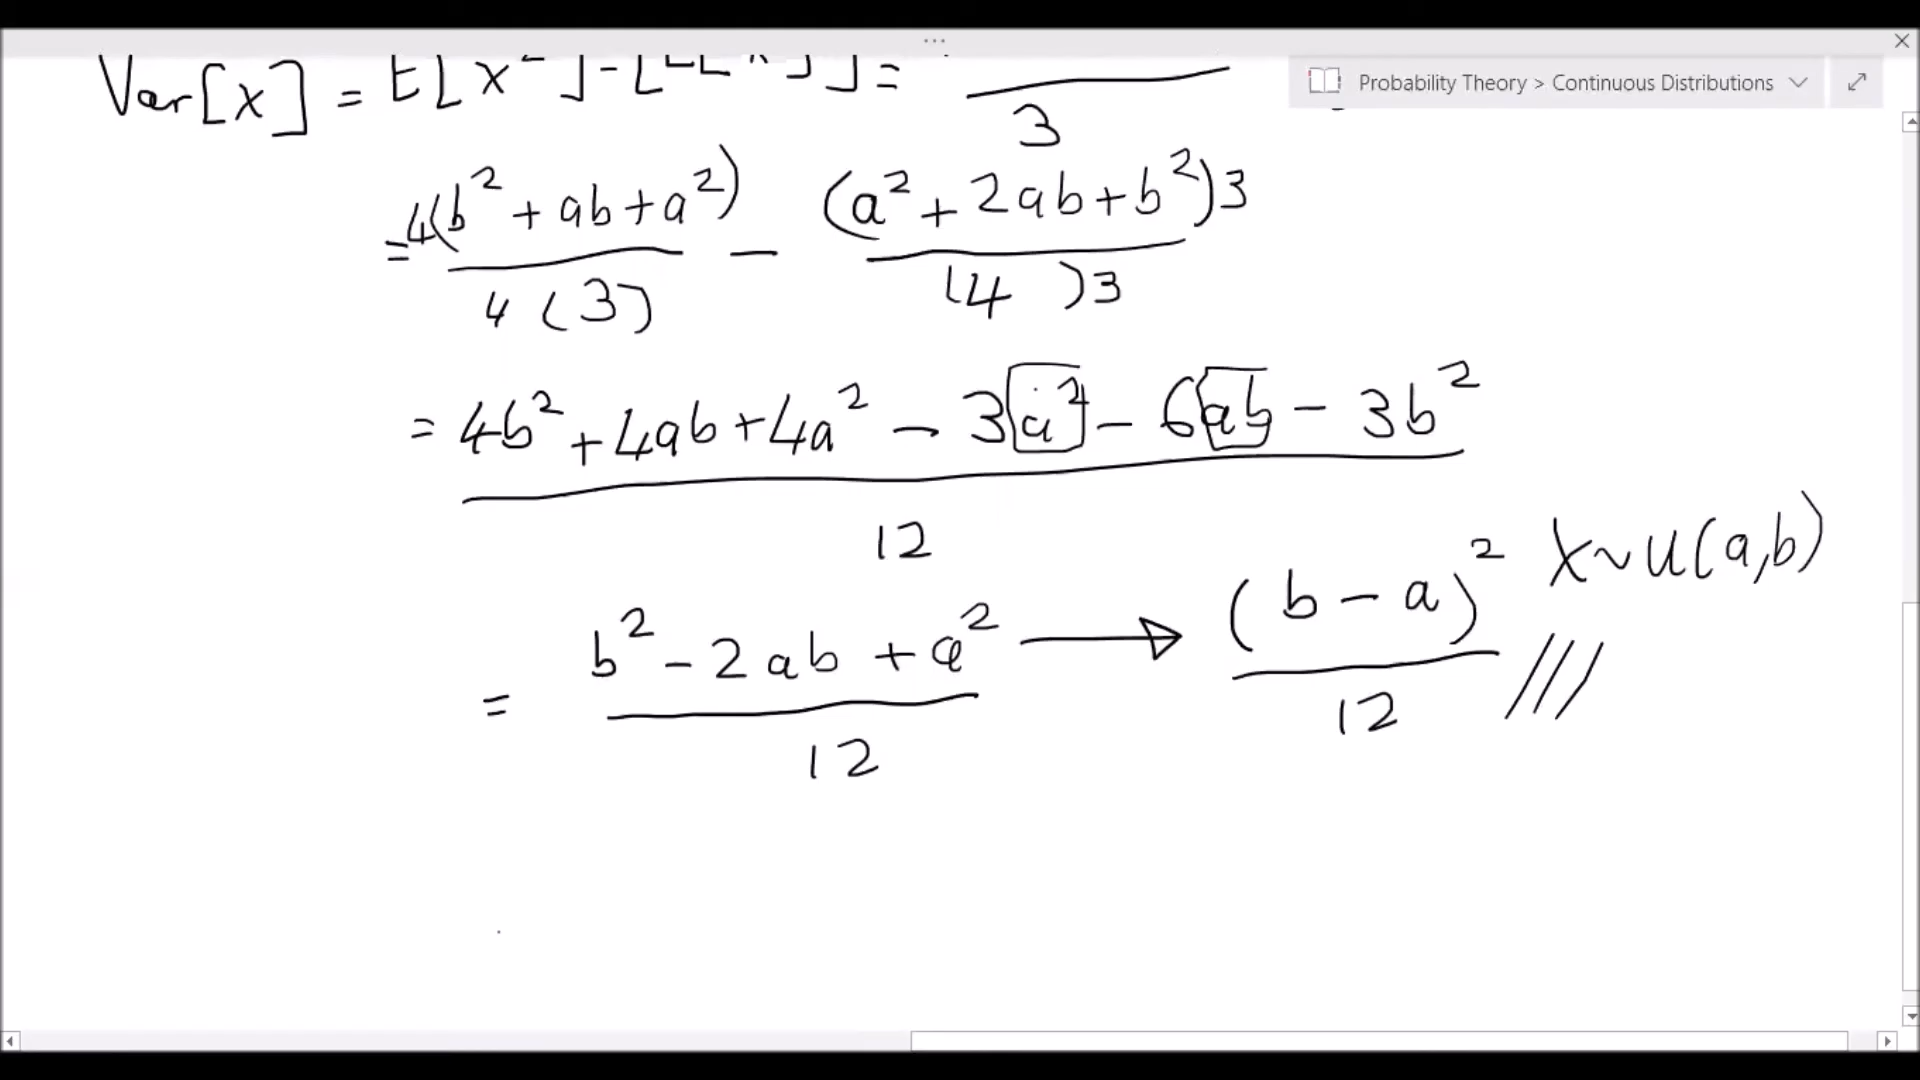 Probability Theory > Continuous Distributions
Var[X] = E[X²] - [E[X]] = 3
= 4(b² + ab + a²) / 4(3) - (a² + 2ab + b²)3 / (4)3
= 4b² + 4ab + 4a² - 3a² - 6ab - 3b² / 12
X ~ U(a,b)
= b² - 2ab + a² / 12 → (b - a)² / 12 ///